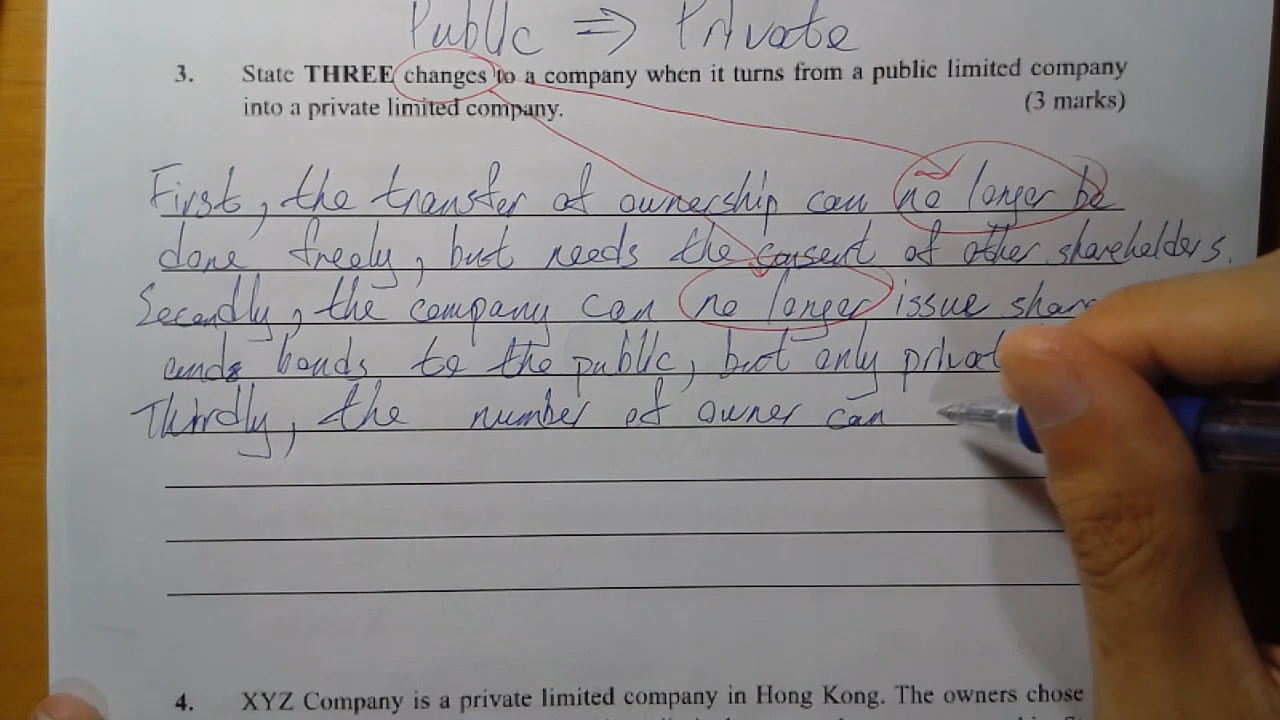 Public ⇒ Private
3. State THREE changes to a company when it turns from a public limited company
into a private limited company. (3 marks)
First, the transfer of ownership can no longer be
done freely, but needs the consent of other shareholders.
Secondly, the company can no longer issue shar
ands bonds to the public, but only privat
Thirdly, the number of owner can
4. XYZ Company is a private limited company in Hong Kong. The owners chose